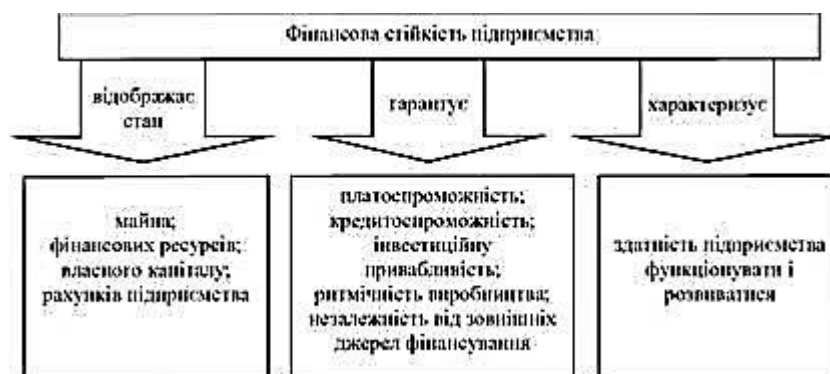 Фінансова стійкість підприємства
відображає
стан
гарантує
характеризує
майна;
фінансових ресурсів;
власного капіталу;
рахунків підприємства
платоспроможність;
кредитоспроможність;
інвестиційну
привабливість;
ритмічність виробництва;
незалежність від зовнішніх
джерел фінансування
здатність підприємства
функціонувати і
розвиватися